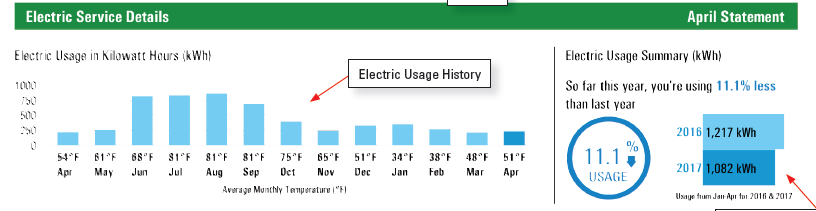 Electric Service Details
April Statement
Electric Usage in Kilowatt Hours (kWh)
1000
750
500
250
0
Electric Usage History
54°F 61°F 68°F 81°F 81°F 81°F 75°F 65°F 51°F 34°F 38°F 48°F 51°F
Apr May Jun Jul Aug Sep Oct Nov Dec Jan Feb Mar Apr
Average Monthly Temperature (°F)
Electric Usage Summary (kWh)
So far this year, you're using 11.1% less
than last year
11.1%
USAGE
2016 1,217 kWh
2017 1,082 kWh
Usage from Jan-Apr for 2016 & 2017